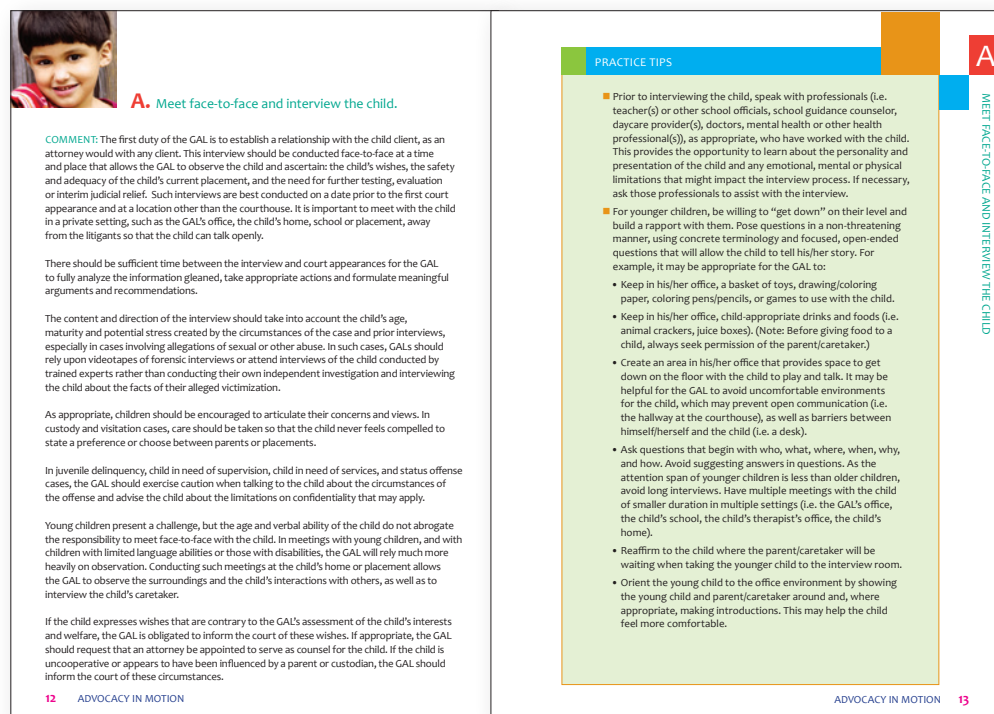 A. Meet face-to-face and interview the child.
COMMENT: The first duty of the GAL is to establish a relationship with the child client, as an
attorney would with any client. This interview should be conducted face-to-face at a time
and place that allows the GAL to observe the child and ascertain: the child's wishes, the safety
and adequacy of the child's current placement, and the need for further testing, evaluation
or interim judicial relief. Such interviews are best conducted on a date prior to the first court
appearance and at a location other than the courthouse. It is important to meet with the child
in a private setting, such as the GAL's office, the child's home, school or placement, away
from the litigants so that the child can talk openly.
There should be sufficient time between the interview and court appearances for the GAL
to fully analyze the information gleaned, take appropriate actions and formulate meaningful
arguments and recommendations.
The content and direction of the interview should take into account the child's age,
maturity and potential stress created by the circumstances of the case and prior interviews,
especially in cases involving allegations of sexual or other abuse. In such cases, GALs should
rely upon videotapes of forensic interviews or attend interviews of the child conducted by
trained experts rather than conducting their own independent investigation and interviewing
the child about the facts of their alleged victimization.
As appropriate, children should be encouraged to articulate their concerns and views. In
custody and visitation cases, care should be taken so that the child never feels compelled to
state a preference or choose between parents or placements.
In juvenile delinquency, child in need of supervision, child in need of services, and status offense
cases, the GAL should exercise caution when talking to the child about the circumstances of
the offense and advise the child about the limitations on confidentiality that may apply.
Young children present a challenge, but the age and verbal ability of the child do not abrogate
the responsibility to meet face-to-face with the child. In meetings with young children, and with
children with limited language abilities or those with disabilities, the GAL will rely much more
heavily on observation. Conducting such meetings at the child's home or placement allows
the GAL to observe the surroundings and the child's interactions with others, as well as to
interview the child's caretaker.
If the child expresses wishes that are contrary to the GAL's assessment of the child's interests
and welfare, the GAL is obligated to inform the court of these wishes. If appropriate, the GAL
should request that an attorney be appointed to serve as counsel for the child. If the child is
uncooperative or appears to have been influenced by a parent or custodian, the GAL should
inform the court of these circumstances.
12 ADVOCACY IN MOTION
PRACTICE TIPS
■ Prior to interviewing the child, speak with professionals (i.e.
teacher(s) or other school officials, school guidance counselor,
daycare provider(s), doctors, mental health or other health
professional(s)), as appropriate, who have worked with the child.
This provides the opportunity to learn about the personality and
presentation of the child and any emotional, mental or physical
limitations that might impact the interview process. If necessary,
ask those professionals to assist with the interview.
■ For younger children, be willing to “get down” on their level and
build a rapport with them. Pose questions in a non-threatening
manner, using concrete terminology and focused, open-ended
questions that will allow the child to tell his/her story. For
example, it may be appropriate for the GAL to:
• Keep in his/her office, a basket of toys, drawing/coloring
paper, coloring pens/pencils, or games to use with the child.
• Keep in his/her office, child-appropriate drinks and foods (i.e.
animal crackers, juice boxes). (Note: Before giving food to a
child, always seek permission of the parent/caretaker.)
• Create an area in his/her office that provides space to get
down on the floor with the child to play and talk. It may be
helpful for the GAL to avoid uncomfortable environments
for the child, which may prevent open communication (i.e.
the hallway at the courthouse), as well as barriers between
himself/herself and the child (i.e. a desk).
• Ask questions that begin with who, what, where, when, why,
and how. Avoid suggesting answers in questions. As the
attention span of younger children is less than older children,
avoid long interviews. Have multiple meetings with the child
of smaller duration in multiple settings (i.e. the GAL's office,
the child's school, the child's therapist's office, the child's
home).
• Reaffirm to the child where the parent/caretaker will be
waiting when taking the younger child to the interview room.
• Orient the young child to the office environment by showing
the young child and parent/caretaker around and, where
appropriate, making introductions. This may help the child
feel more comfortable.
A
MEET FACE-TO-FACE AND INTERVIEW THE CHILD
ADVOCACY IN MOTION 13